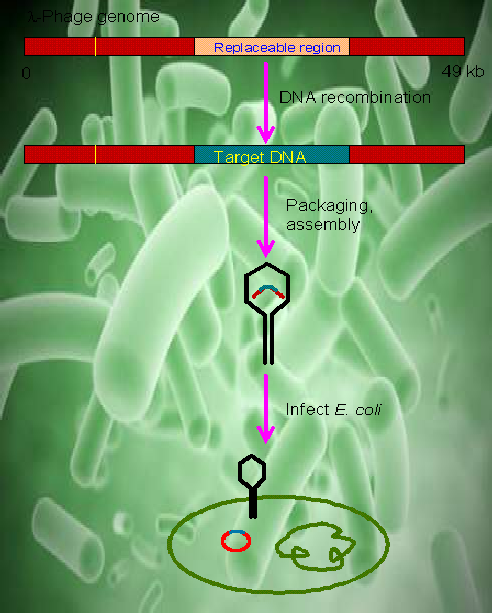 λ-Phage genome
Replaceable region
0
49 kb
DNA recombination
Target DNA
Packaging,
assembly
Infect E. coli